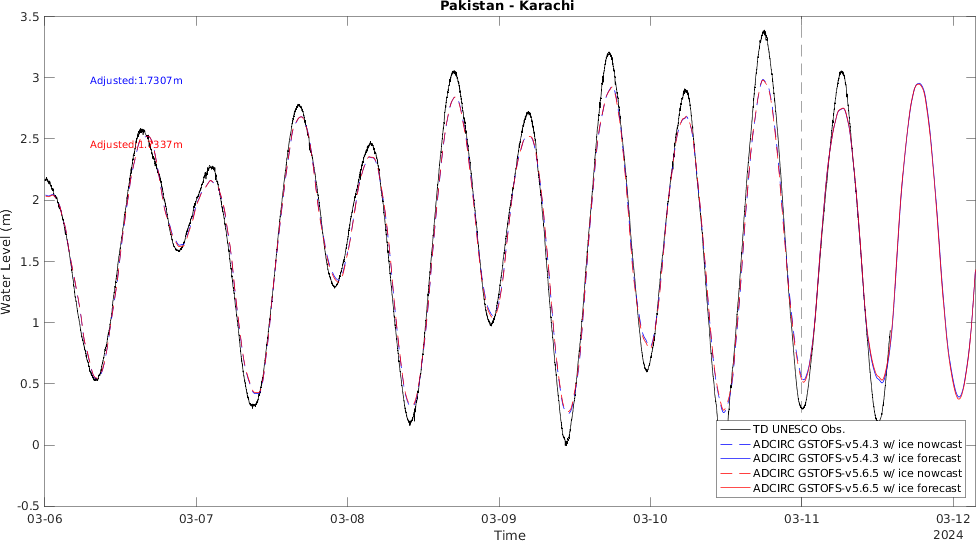 Pakistan - Karachi
3.5
3
2.5
2
1.5
1
0.5
0
-0.5
Water Level (m)
Adjusted:1.7307m
Adjusted:1.7337m
TD UNESCO Obs.
ADCIRC GSTOFS-v5.4.3 w/ ice nowcast
ADCIRC GSTOFS-v5.4.3 w/ ice forecast
ADCIRC GSTOFS-v5.6.5 w/ ice nowcast
ADCIRC GSTOFS-v5.6.5 w/ ice forecast
03-06 03-07 03-08 03-09 03-10 03-11 03-12
Time
2024